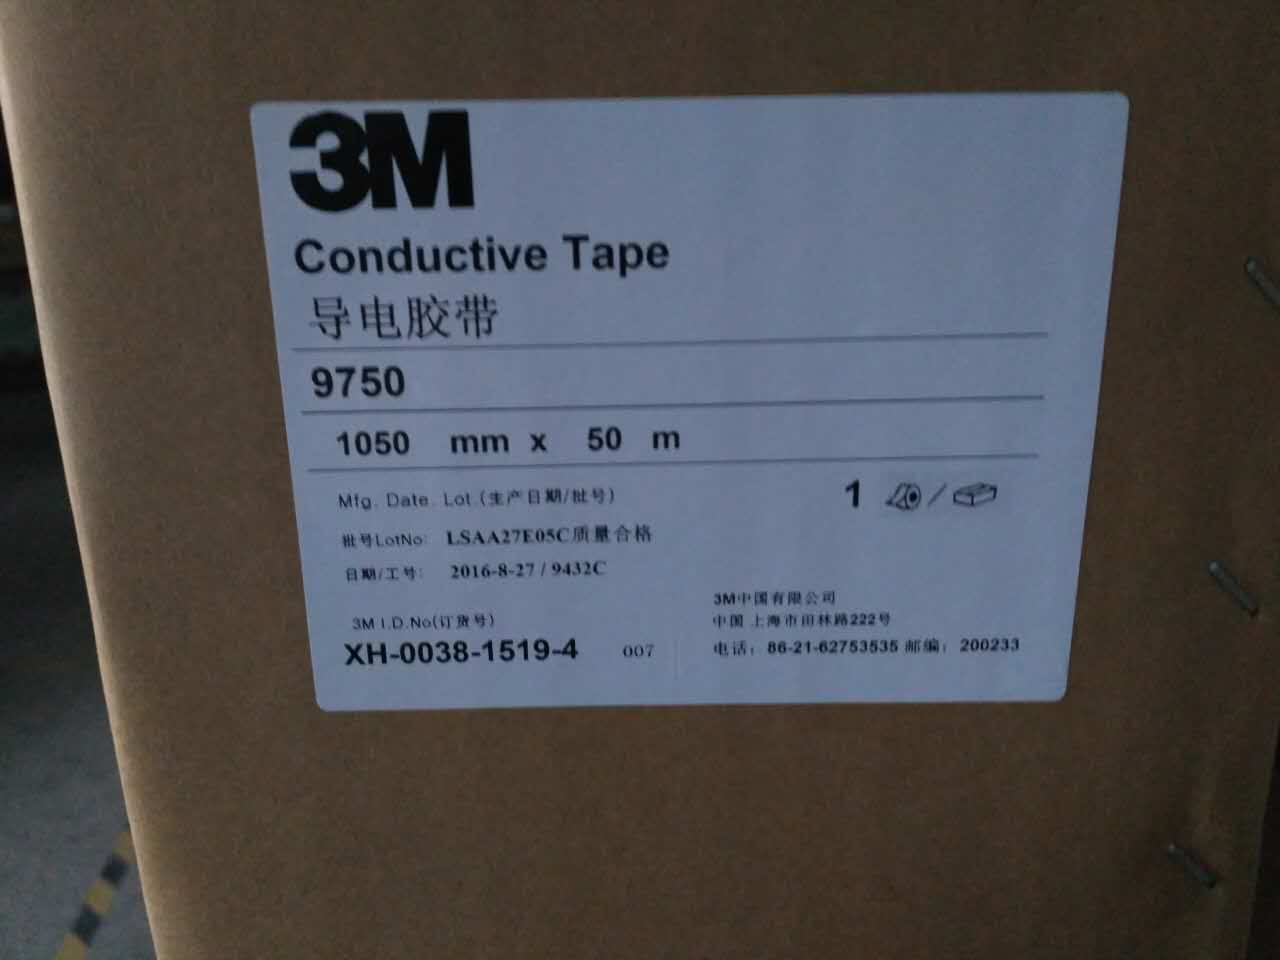 3M
Conductive Tape
导电胶带
9750
1050 mm x 50 m
Mfg. Date. Lot.(生产日期/批号)
1 /
批号LotNo: LSAA27E05C质量合格
日期/工号: 2016-8-27 / 9432C
3M I.D.No(订货号)
XH-0038-1519-4 007
3M中国有限公司
中国 上海市田林路222号
电话：86-21-62753535 邮编：200233